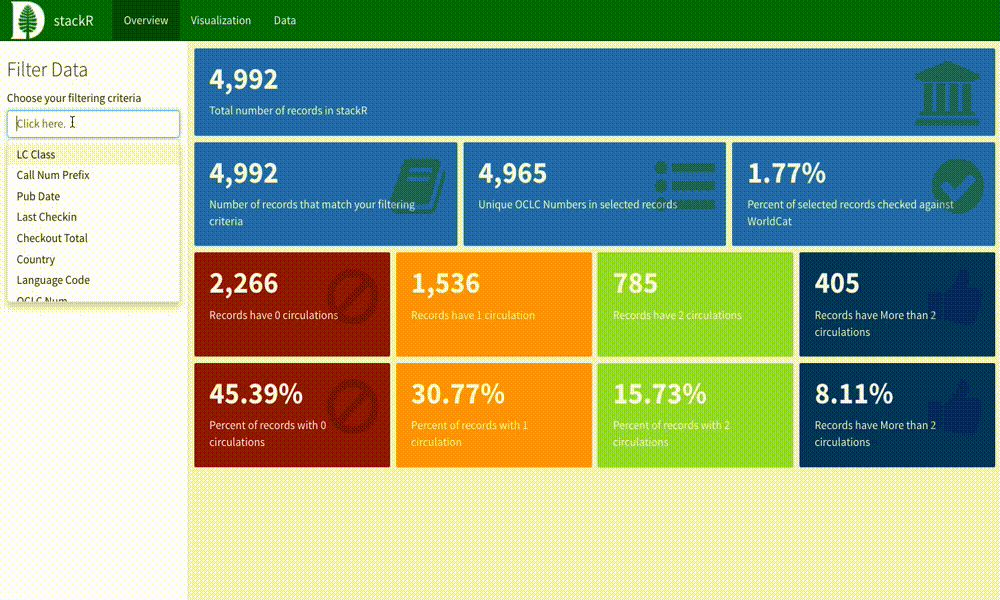 stackR
Overview
Visualization
Data
Filter Data
Choose your filtering criteria
Click here.
LC Class
Call Num Prefix
Pub Date
Last Checkin
Checkout Total
Country
Language Code
OCLC Num
4,992
Total number of records in stackR
4,992
Number of records that match your filtering
criteria
4,965
Unique OCLC Numbers in selected records
1.77%
Percent of selected records checked against
WorldCat
2,266
Records have 0 circulations
1,536
Records have 1 circulation
785
Records have 2 circulations
405
Records have More than 2
circulations
45.39%
Percent of records with 0
circulations
30.77%
Percent of records with 1
circulation
15.73%
Percent of records with 2
circulations
8.11%
Records have More than 2
circulations